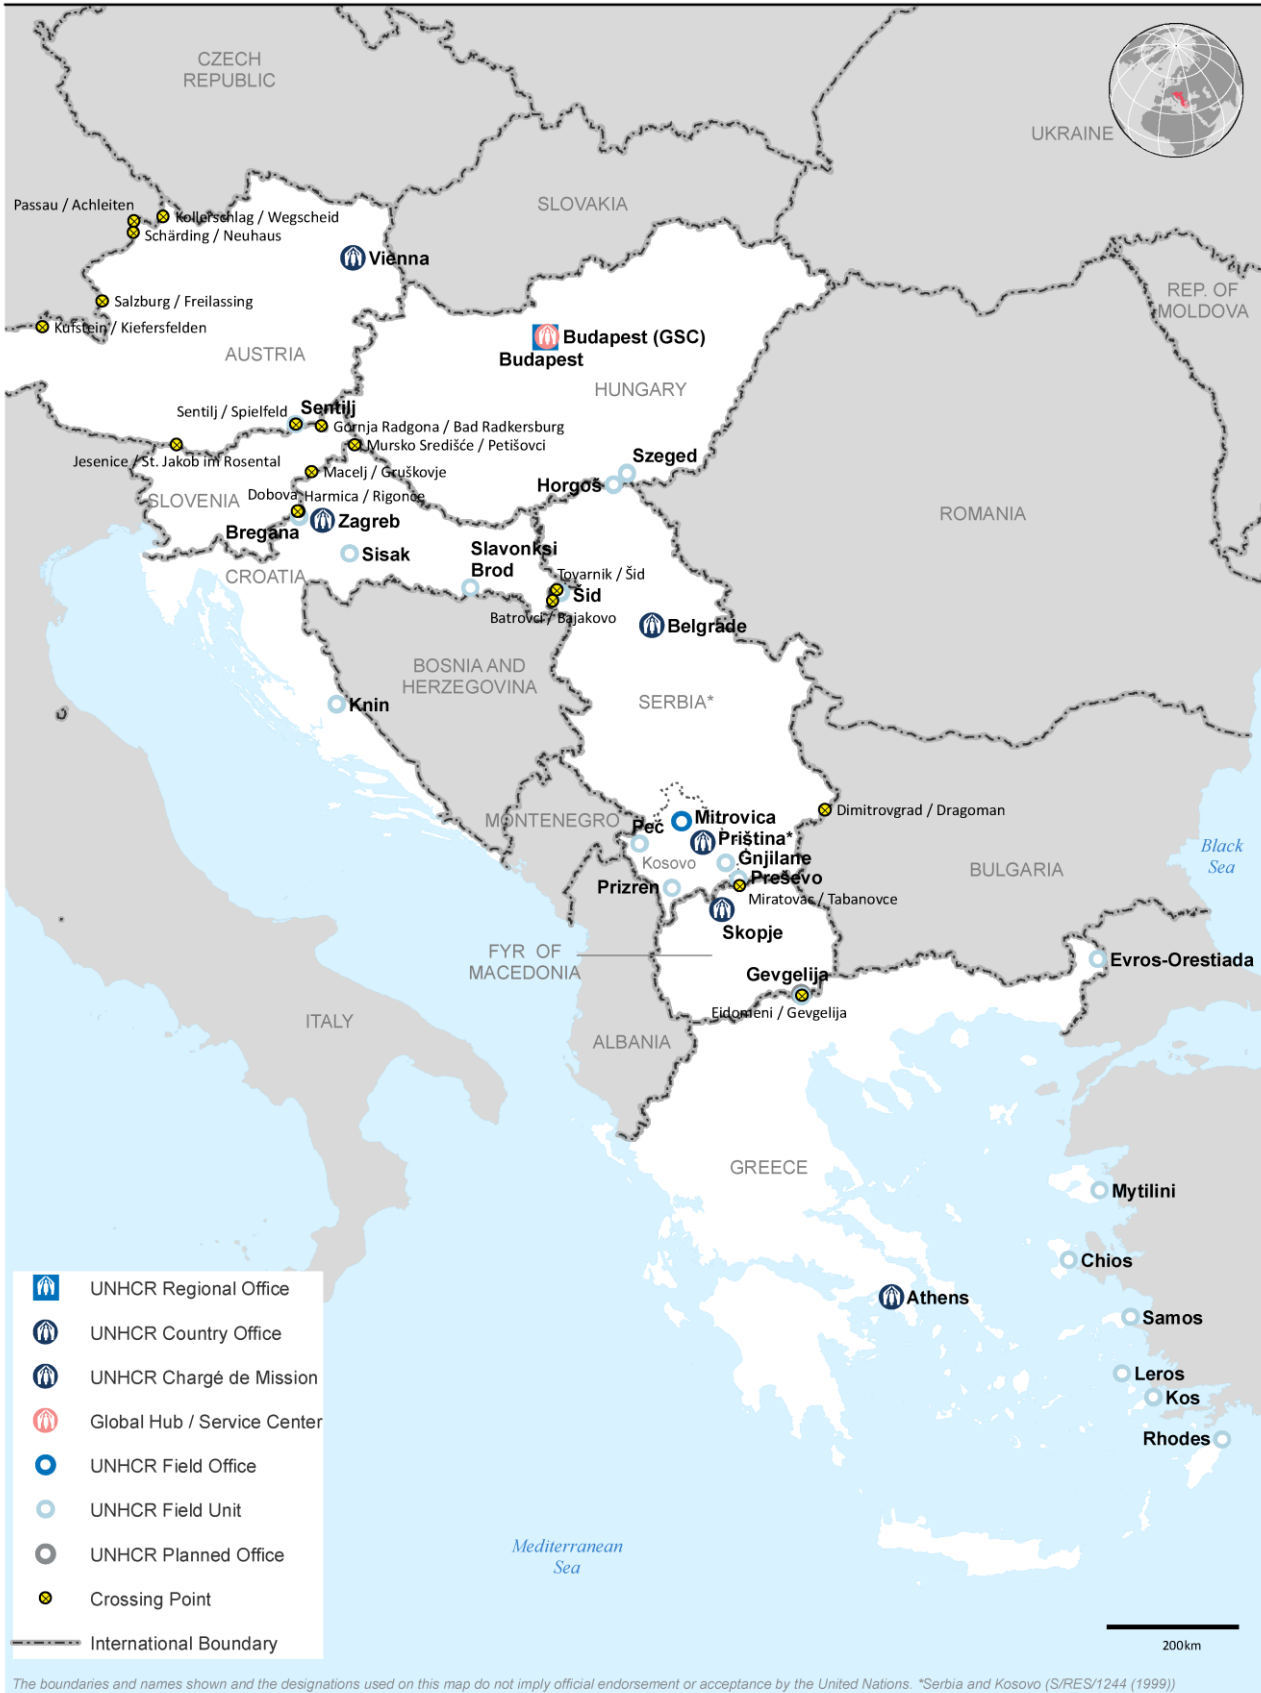 CZECH
REPUBLIC
UKRAINE
Passau / Achleiten
SLOVAKIA
Kollerschlag / Wegscheid
Schärding / Neuhaus
Vienna
REP. OF
MOLDOVA
Salzburg / Freilassing
Kufstein / Kiefersfelden
Budapest (GSC)
Budapest
AUSTRIA
HUNGARY
Sentilj / Spielfeld
Sentilj
Gornja Radgona / Bad Radkersburg
Mursko Središće / Petišovci
Jesenice / St. Jakob im Rosental
Macelj / Gruškovje
Szeged
Horgoš
SLOVENIA
Dobova
Harmica / Rigonce
ROMANIA
Bregana
Zagreb
Sisak
Slavonksi
Brod
CROATIA
Tovarnik / Šid
Šid
Batrovci / Bajakovo
Belgrade
BOSNIA AND
HERZEGOVINA
SERBIA*
Knin
Dimitrovgrad / Dragoman
MONTENEGRO
Mitrovica
Peć
Priština*
Kosovo
Gnjilane
Black
Sea
BULGARIA
Prizren
Preševo
Miratovac / Tabanovce
Skopje
FYR OF
MACEDONIA
Evros-Orestiada
Gevgelija
Eidomeni / Gevgelija
ITALY
ALBANIA
GREECE
Mytilini
Chios
Athens
Samos
Leros
Kos
Rhodes
UNHCR Regional Office
UNHCR Country Office
UNHCR Chargé de Mission
Global Hub / Service Center
UNHCR Field Office
UNHCR Field Unit
UNHCR Planned Office
Crossing Point
International Boundary
Mediterranean
Sea
200km
The boundaries and names shown and the designations used on this map do not imply official endorsement or acceptance by the United Nations. *Serbia and Kosovo (S/RES/1244 (1999))